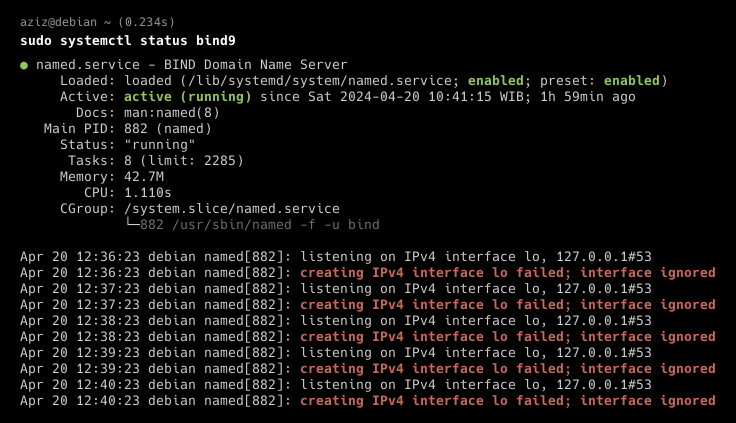 aziz@debian ~ (0.234s)
sudo systemctl status bind9
● named.service - BIND Domain Name Server
     Loaded: loaded (/lib/systemd/system/named.service; enabled; preset: enabled)
     Active: active (running) since Sat 2024-04-20 10:41:15 WIB; 1h 59min ago
       Docs: man:named(8)
   Main PID: 882 (named)
     Status: "running"
      Tasks: 8 (limit: 2285)
     Memory: 42.7M
        CPU: 1.110s
     CGroup: /system.slice/named.service
             └─882 /usr/sbin/named -f -u bind

Apr 20 12:36:23 debian named[882]: listening on IPv4 interface lo, 127.0.0.1#53
Apr 20 12:36:23 debian named[882]: creating IPv4 interface lo failed; interface ignored
Apr 20 12:37:23 debian named[882]: listening on IPv4 interface lo, 127.0.0.1#53
Apr 20 12:37:23 debian named[882]: creating IPv4 interface lo failed; interface ignored
Apr 20 12:38:23 debian named[882]: listening on IPv4 interface lo, 127.0.0.1#53
Apr 20 12:38:23 debian named[882]: creating IPv4 interface lo failed; interface ignored
Apr 20 12:39:23 debian named[882]: listening on IPv4 interface lo, 127.0.0.1#53
Apr 20 12:39:23 debian named[882]: creating IPv4 interface lo failed; interface ignored
Apr 20 12:40:23 debian named[882]: listening on IPv4 interface lo, 127.0.0.1#53
Apr 20 12:40:23 debian named[882]: creating IPv4 interface lo failed; interface ignored